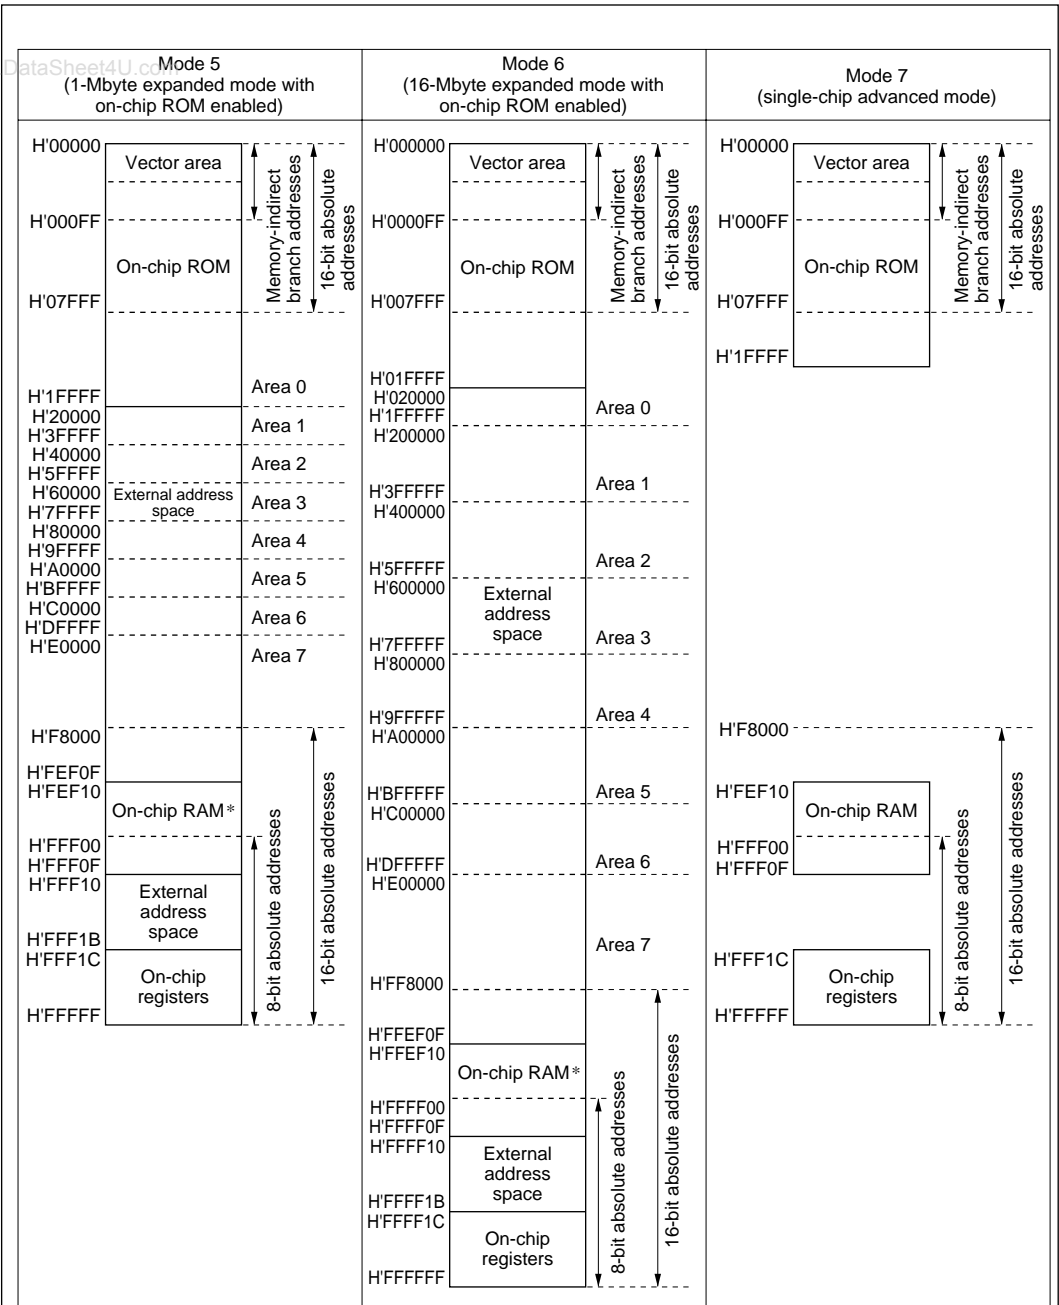 DataSheet4U.com
Mode 5
(1-Mbyte expanded mode with
on-chip ROM enabled)
H'00000
Vector area
H'000FF
On-chip ROM
H'07FFF
Memory-indirect
branch addresses
16-bit absolute
addresses
H'1FFFF
Area 0
H'20000
H'3FFFF
Area 1
H'40000
H'5FFFF
Area 2
H'60000
H'7FFFF
External address
space
Area 3
H'80000
H'9FFFF
Area 4
H'A0000
H'BFFFF
Area 5
H'C0000
H'DFFFF
Area 6
H'E0000
Area 7
H'F8000
H'FEF0F
H'FEF10
On-chip RAM*
H'FFF00
H'FFF0F
H'FFF10
External
address
space
H'FFF1B
H'FFF1C
On-chip
registers
H'FFFFF
8-bit absolute addresses
16-bit absolute addresses
Mode 6
(16-Mbyte expanded mode with
on-chip ROM enabled)
H'000000
Vector area
H'0000FF
On-chip ROM
H'007FFF
Memory-indirect
branch addresses
16-bit absolute
addresses
H'01FFFF
H'020000
H'1FFFFF
Area 0
H'200000
Area 1
H'3FFFFF
H'400000
Area 2
H'5FFFFF
H'600000
External
address
space
Area 3
H'7FFFFF
H'800000
Area 4
H'9FFFFF
H'A00000
Area 5
H'BFFFFF
H'C00000
Area 6
H'DFFFFF
H'E00000
Area 7
H'FF8000
H'FFEF0F
H'FFEF10
On-chip RAM*
H'FFFF00
H'FFFF0F
H'FFFF10
External
address
space
H'FFFF1B
H'FFFF1C
On-chip
registers
H'FFFFFF
8-bit absolute addresses
16-bit absolute addresses
Mode 7
(single-chip advanced mode)
H'00000
Vector area
H'000FF
On-chip ROM
H'07FFF
Memory-indirect
branch addresses
16-bit absolute
addresses
H'1FFFF
H'F8000
H'FEF10
On-chip RAM
H'FFF00
H'FFF0F
H'FFF1C
On-chip
registers
H'FFFFF
8-bit absolute addresses
16-bit absolute addresses